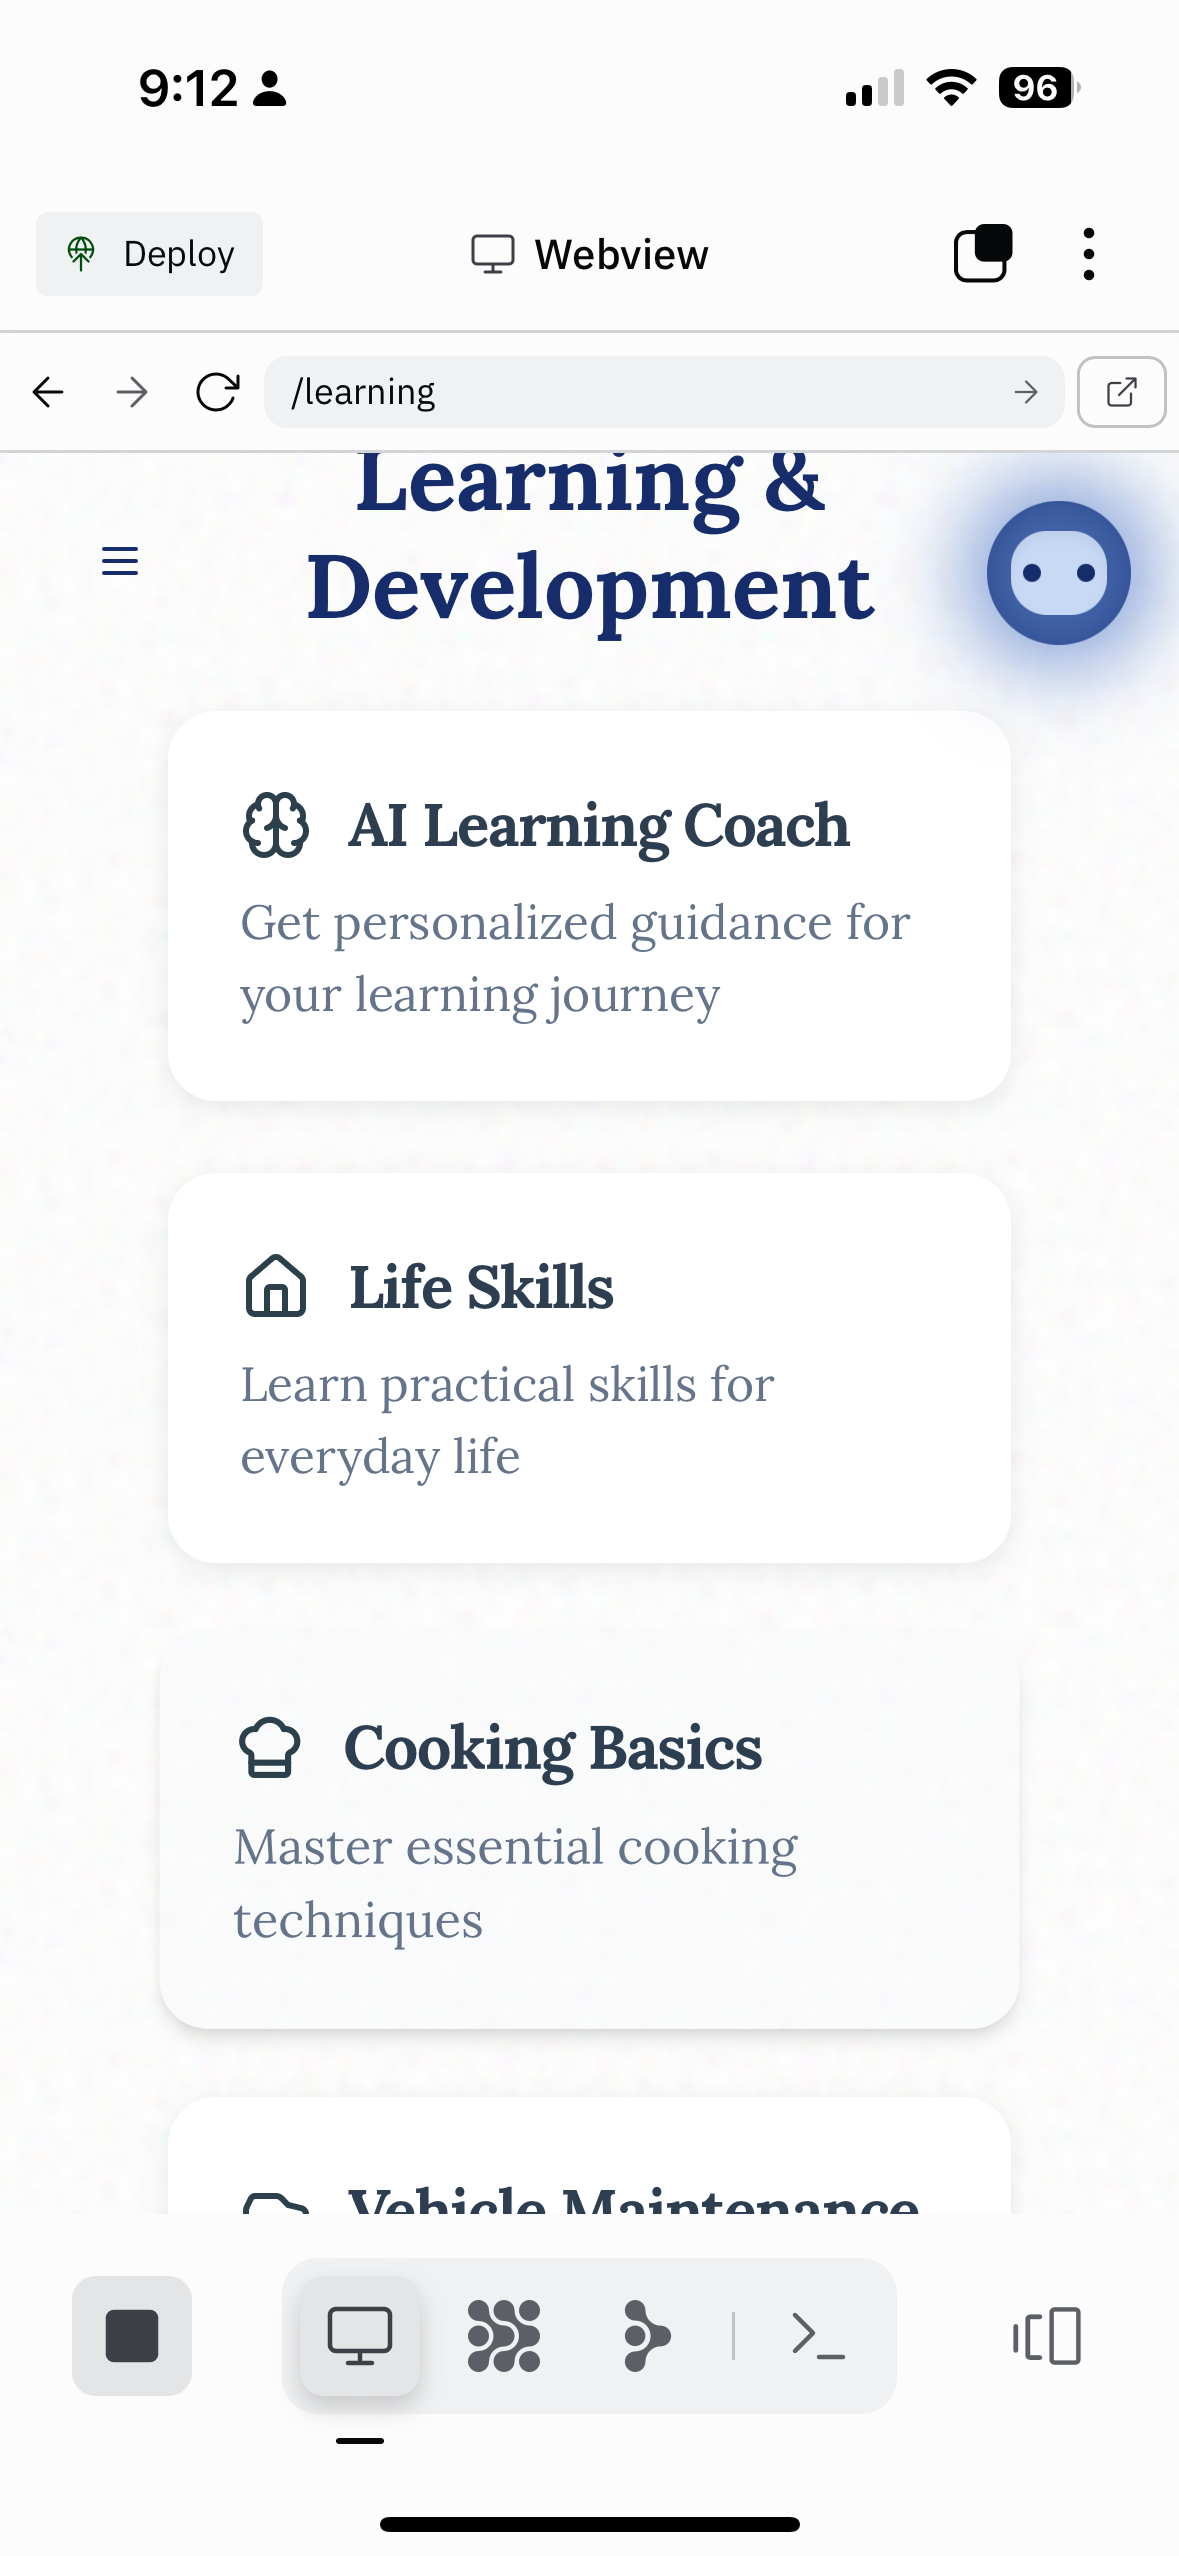 9:12
96
Deploy
Webview
/learning
Learning &
Development
AI Learning Coach
Get personalized guidance for
your learning journey
Life Skills
Learn practical skills for
everyday life
Cooking Basics
Master essential cooking
techniques
Vehicle Maintenance